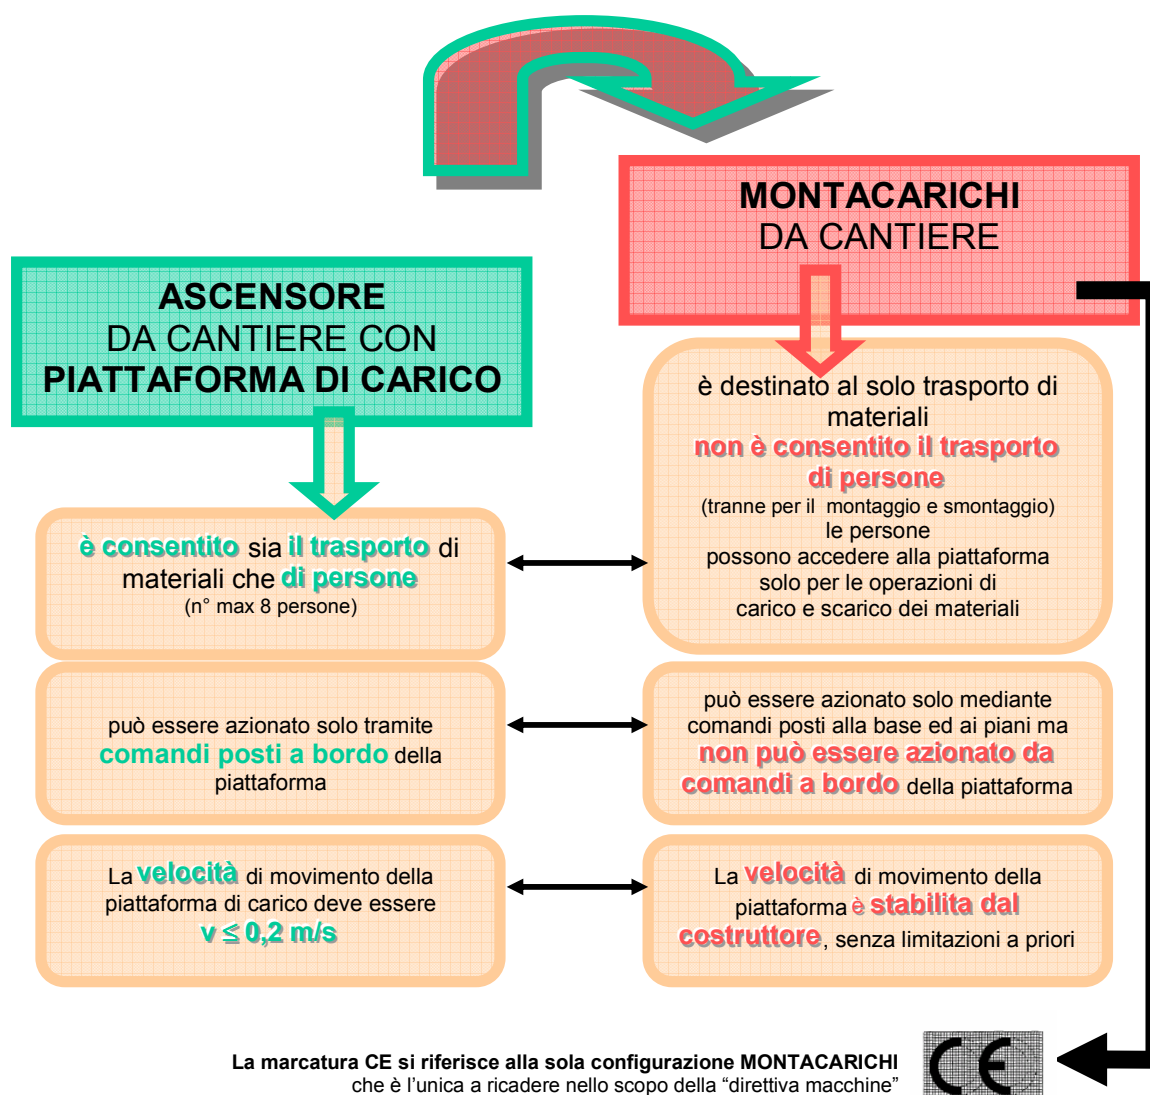 MONTACARICHI
DA CANTIERE
ASCENSORE
DA CANTIERE CON
PIATTAFORMA DI CARICO
è destinato al solo trasporto di
materiali
non è consentito il trasporto
di persone
(tranne per il montaggio e smontaggio)
le persone
possono accedere alla piattaforma
solo per le operazioni di
carico e scarico dei materiali
è consentito sia il trasporto di
materiali che di persone
(n° max 8 persone)
può essere azionato solo tramite
comandi posti a bordo della
piattaforma
può essere azionato solo mediante
comandi posti alla base ed ai piani ma
non può essere azionato da
comandi a bordo della piattaforma
La velocità di movimento della
piattaforma di carico deve essere
v ≤ 0,2 m/s
La velocità di movimento della
piattaforma è stabilita dal
costruttore, senza limitazioni a priori
La marcatura CE si riferisce alla sola configurazione MONTACARICHI
che è l'unica a ricadere nello scopo della “direttiva macchine”
CE